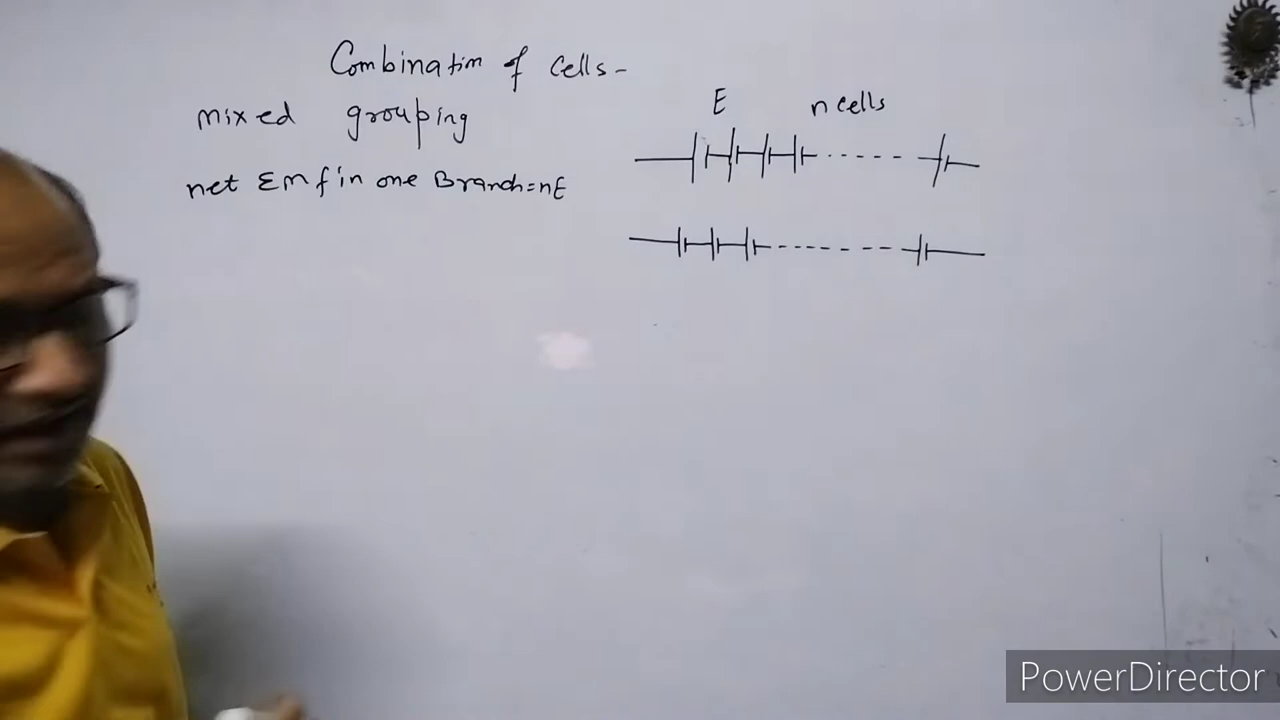 Combination of cells -
mixed grouping
E n cells
net Emf in one Branch = nE
PowerDirector